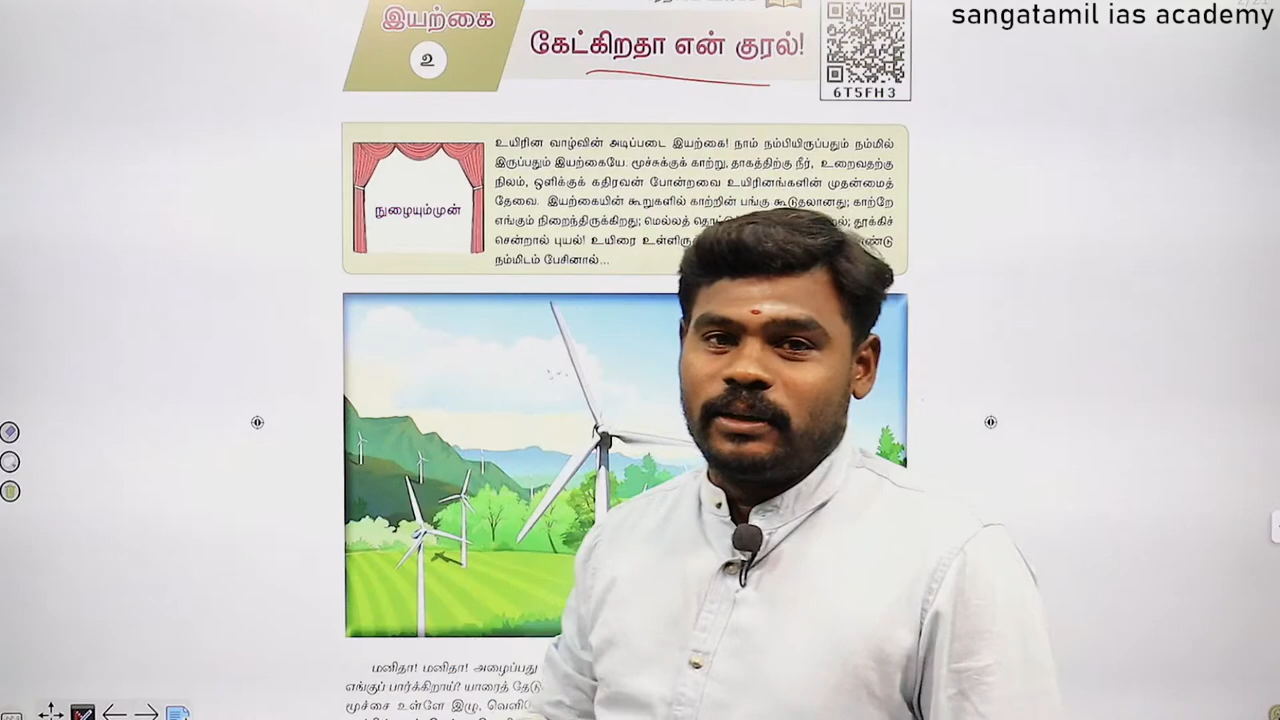 sangatamil ias academy
இயற்கை
௨
கேட்கிறதா என் குரல்!
6T5FH3
நுழையும்முன்
உயிரின வாழ்வின் அடிப்படை இயற்கை! நாம் நம்பியிருப்பதும் நம்மில்
இருப்பதும் இயற்கையே. மூச்சுக்குக் காற்று, தாகத்திற்கு நீர், உறைவதற்கு
நிலம், ஒளிக்குக் கதிரவன் போன்றவை உயிரினங்களின் முதன்மைத்
தேவை. இயற்கையின் கூறுகளில் காற்றின் பங்கு கூடுதலானது; காற்றே
எங்கும் நிறைந்திருக்கிறது; மெல்லத் தூக்கிச்
சென்றால் புயல்! உயிரை
நம்மிடம் பேசினால்...
மனிதா! மனிதா! அழைப்பது
எங்குப் பார்க்கிறாய்? யாரைத்
மூச்சை உள்ளே இழு,